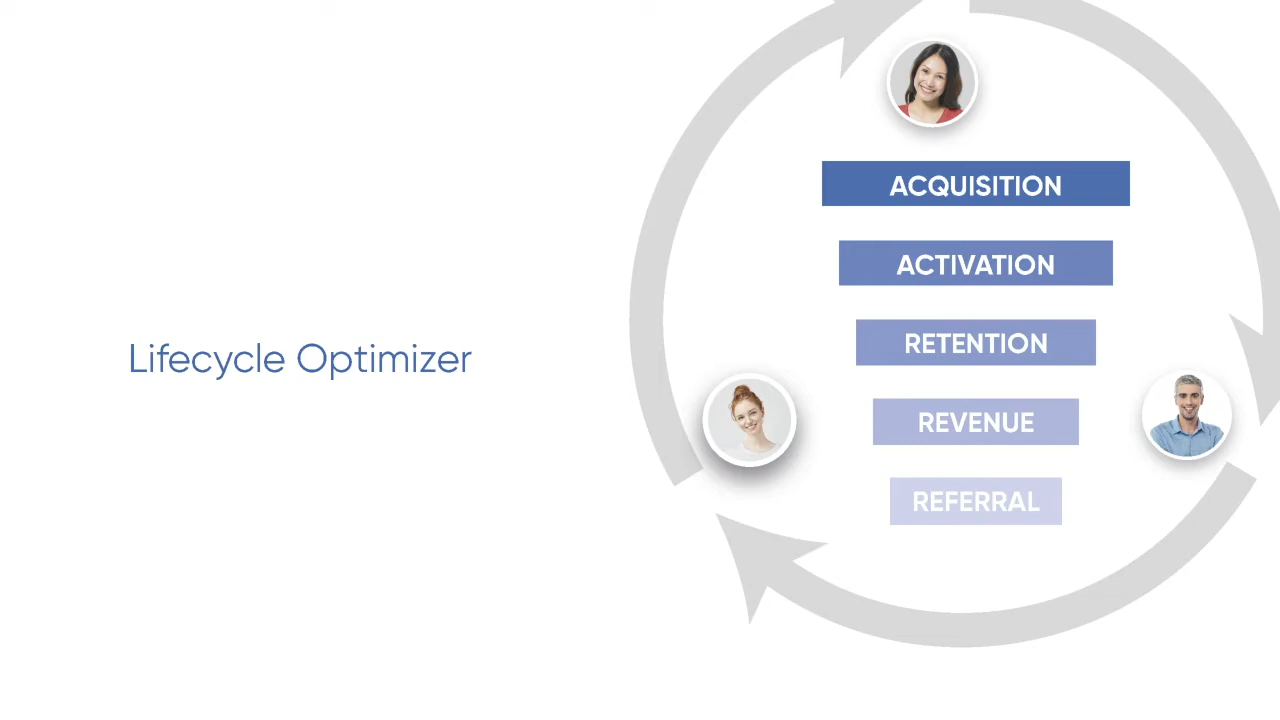 Lifecycle Optimizer
ACQUISITION
ACTIVATION
RETENTION
REVENUE
REFERRAL